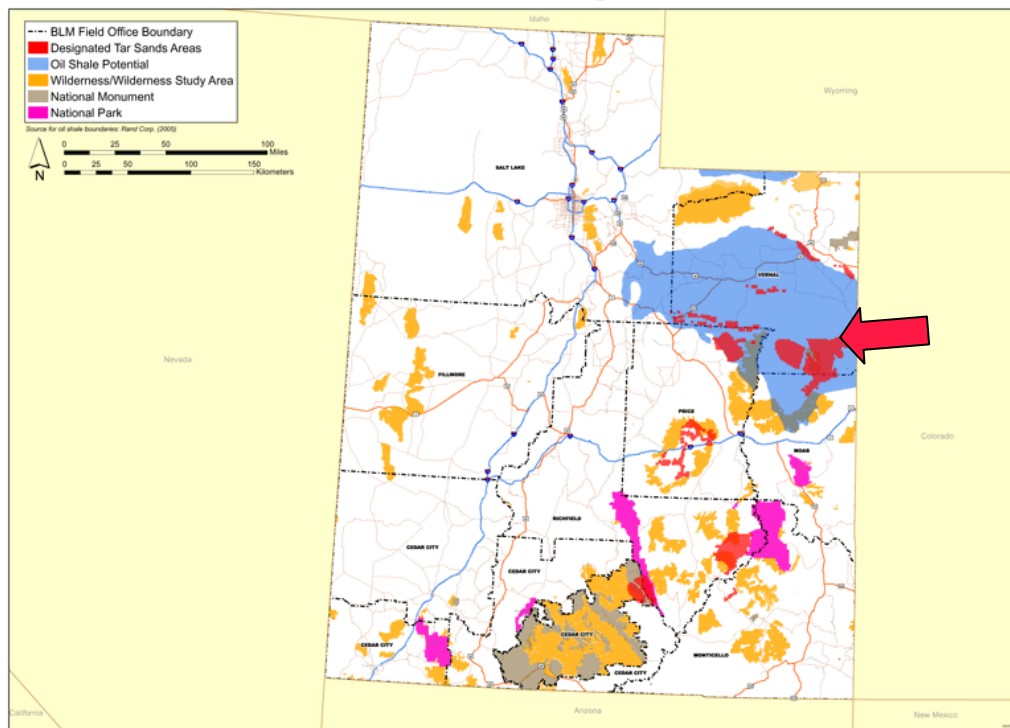 Idaho
BLM Field Office Boundary
Designated Tar Sands Areas
Oil Shale Potential
Wilderness/Wilderness Study Area
National Monument
National Park
Source for oil shale boundaries: Rand Corp. (2005)
0 25 50 100
Miles
0 25 50 100 150
Kilometers
N
Wyoming
SALT LAKE
VERNAL
Nevada
FILLMORE
PRICE
Colorado
MOAB
RICHFIELD
CEDAR CITY
CEDAR CITY
CEDAR CITY
CEDAR CITY
MONTICELLO
CEDAR CITY
California
Arizona
New Mexico